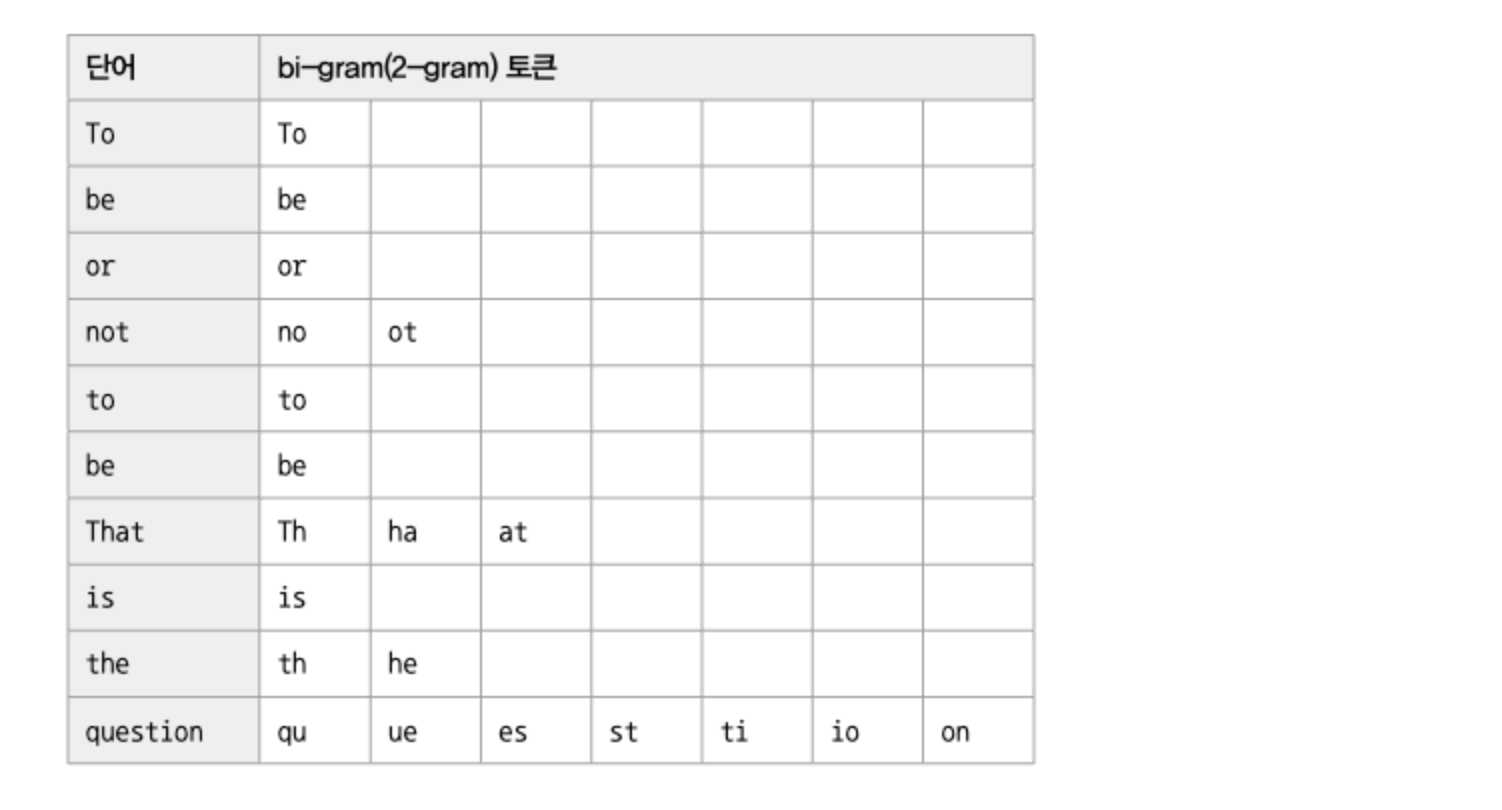 단어 bi-gram(2-gram) 토큰
To To
be be
or or
not no ot
to to
be be
That Th ha at
is is
the th he
question qu ue es st ti io on